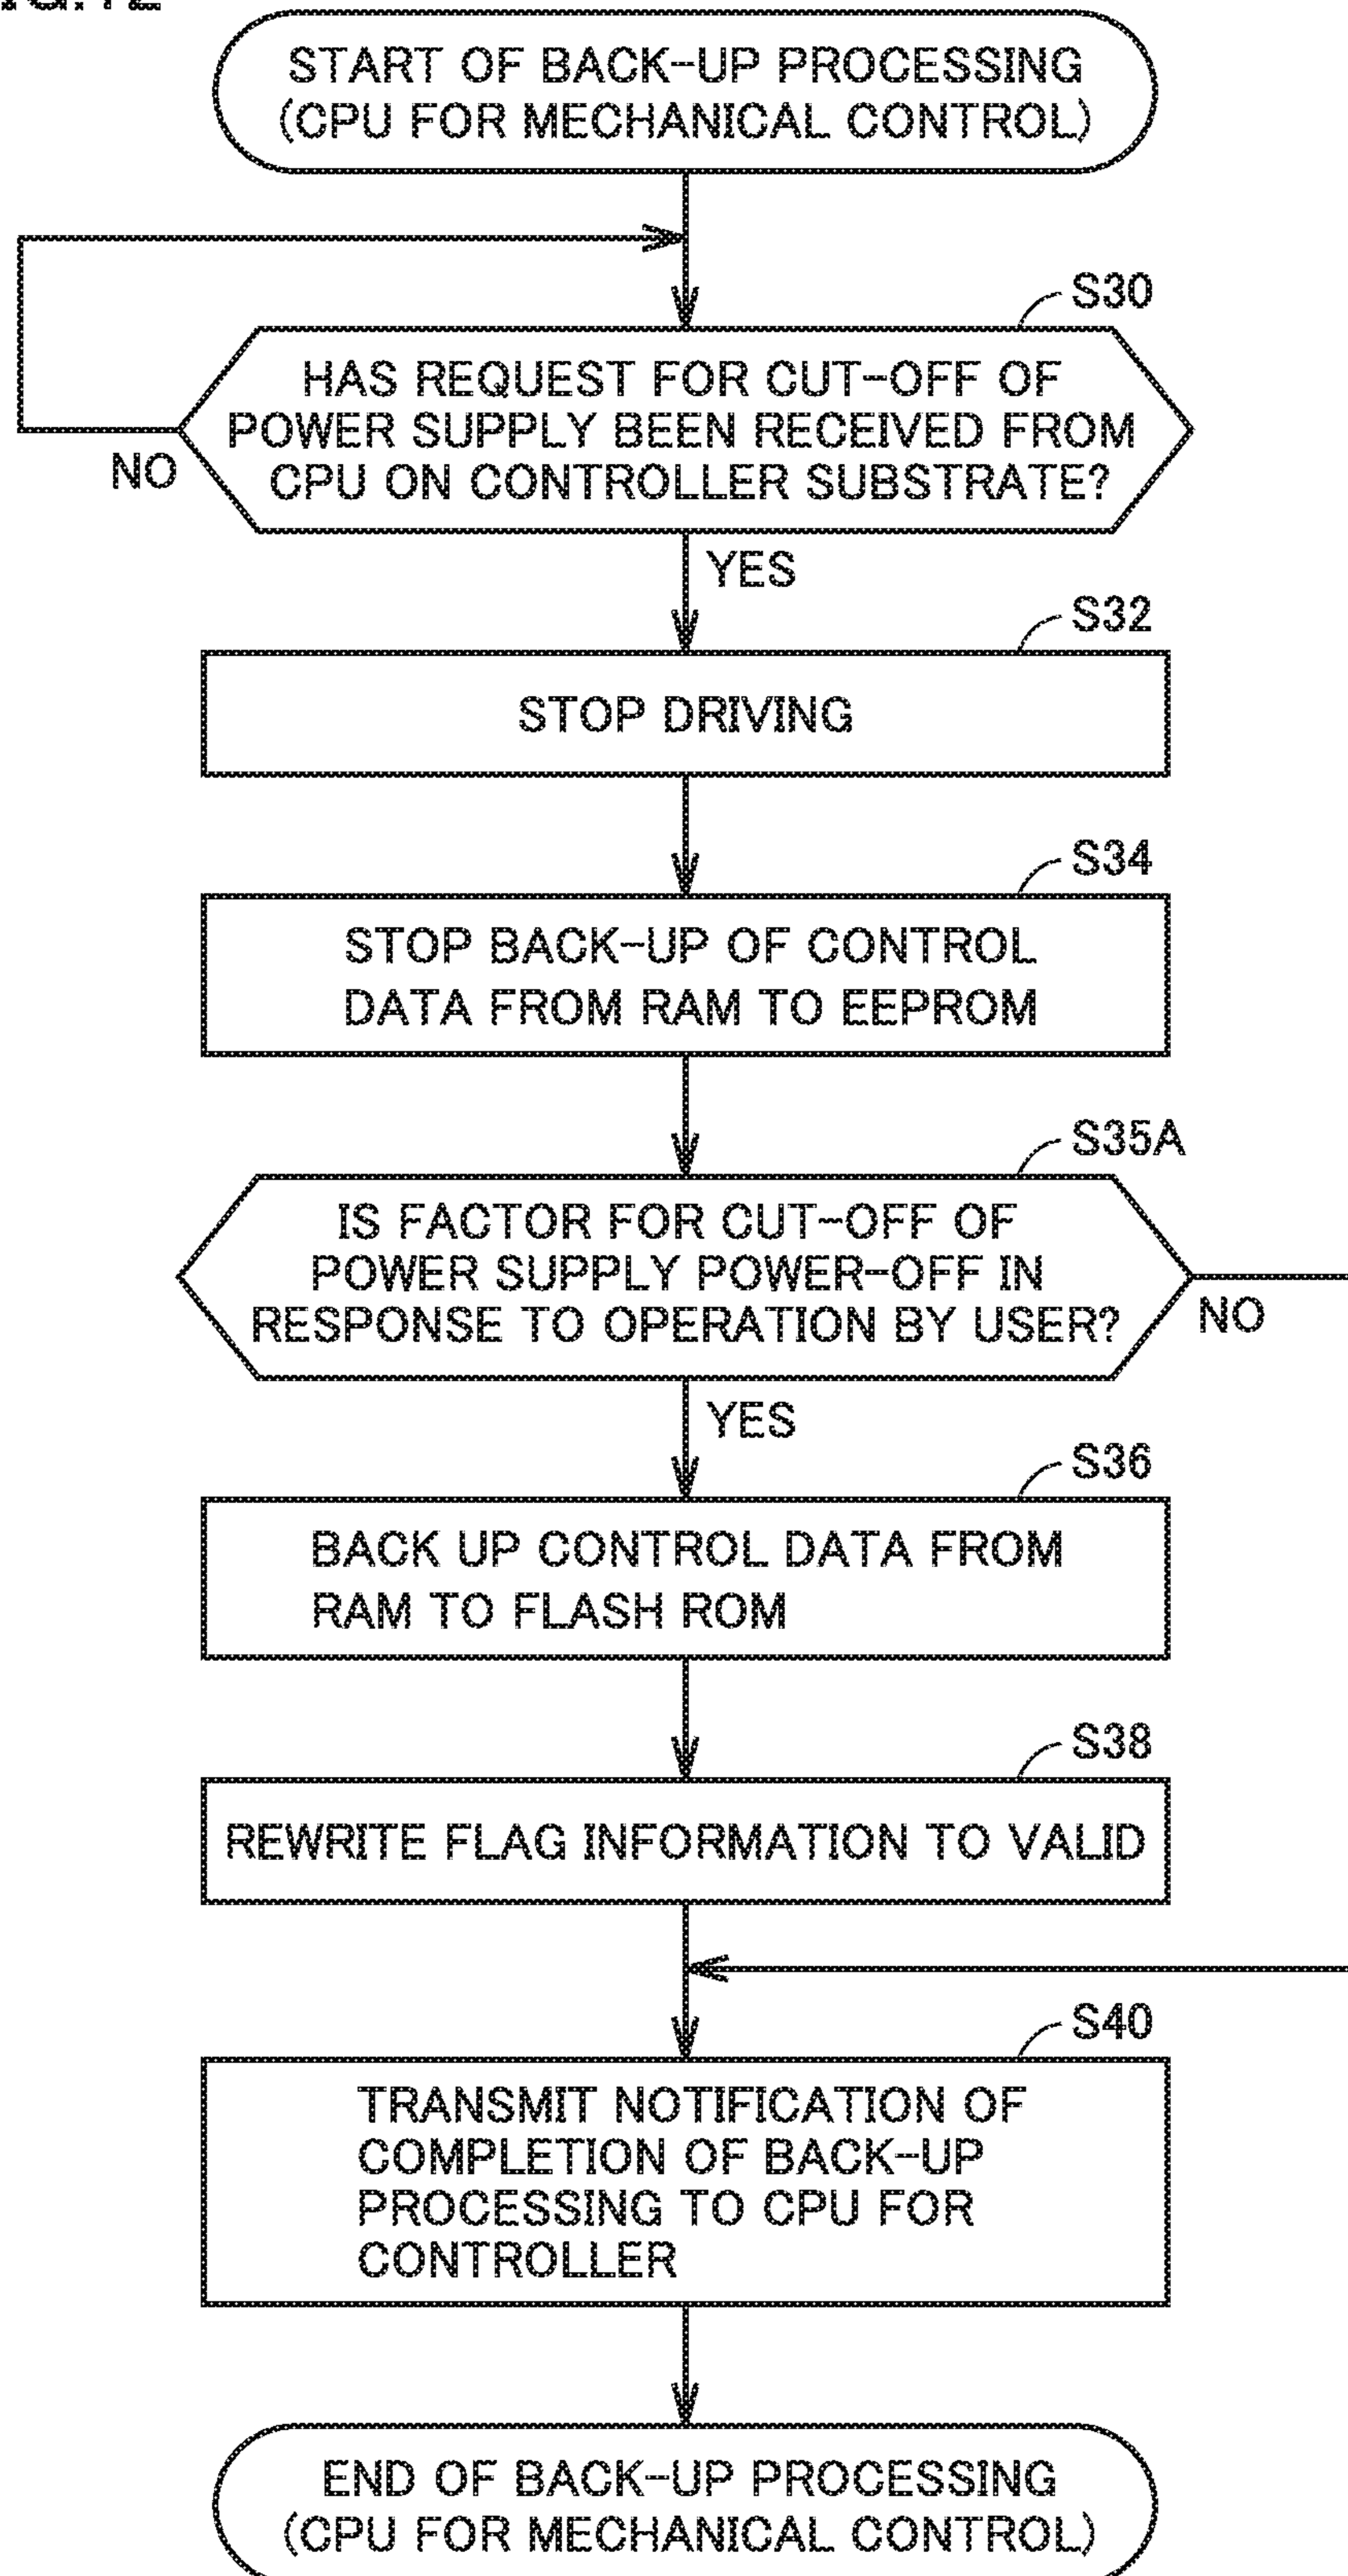 START OF BACK-UP PROCESSING
(CPU FOR MECHANICAL CONTROL)
S30
HAS REQUEST FOR CUT-OFF OF
POWER SUPPLY BEEN RECEIVED FROM
CPU ON CONTROLLER SUBSTRATE?
NO
YES
S32
STOP DRIVING
S34
STOP BACK-UP OF CONTROL
DATA FROM RAM TO EEPROM
S35A
IS FACTOR FOR CUT-OFF OF
POWER SUPPLY POWER-OFF IN
RESPONSE TO OPERATION BY USER?
NO
YES
S36
BACK UP CONTROL DATA FROM
RAM TO FLASH ROM
S38
REWRITE FLAG INFORMATION TO VALID
S40
TRANSMIT NOTIFICATION OF
COMPLETION OF BACK-UP
PROCESSING TO CPU FOR
CONTROLLER
END OF BACK-UP PROCESSING
(CPU FOR MECHANICAL CONTROL)